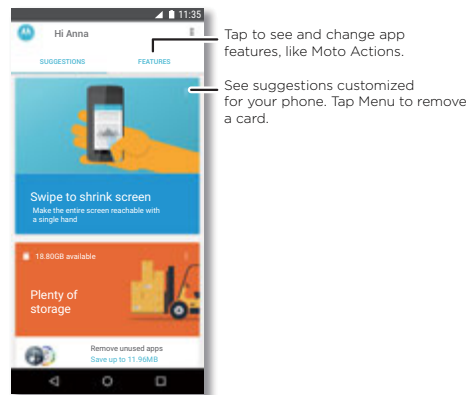 11:35
Hi Anna
SUGGESTIONS FEATURES
Swipe to shrink screen
Make the entire screen reachable with
a single hand
18.80GB available
Plenty of
storage
Remove unused apps
Save up to 11.96MB
Tap to see and change app
features, like Moto Actions.
See suggestions customized
for your phone. Tap Menu to remove
a card.